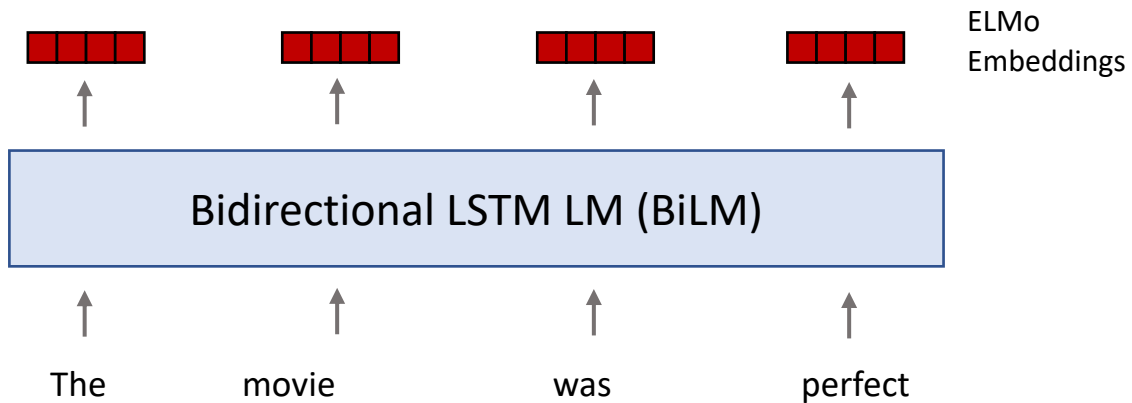 ELMo
Embeddings
Bidirectional LSTM LM (BiLM)
The movie was perfect